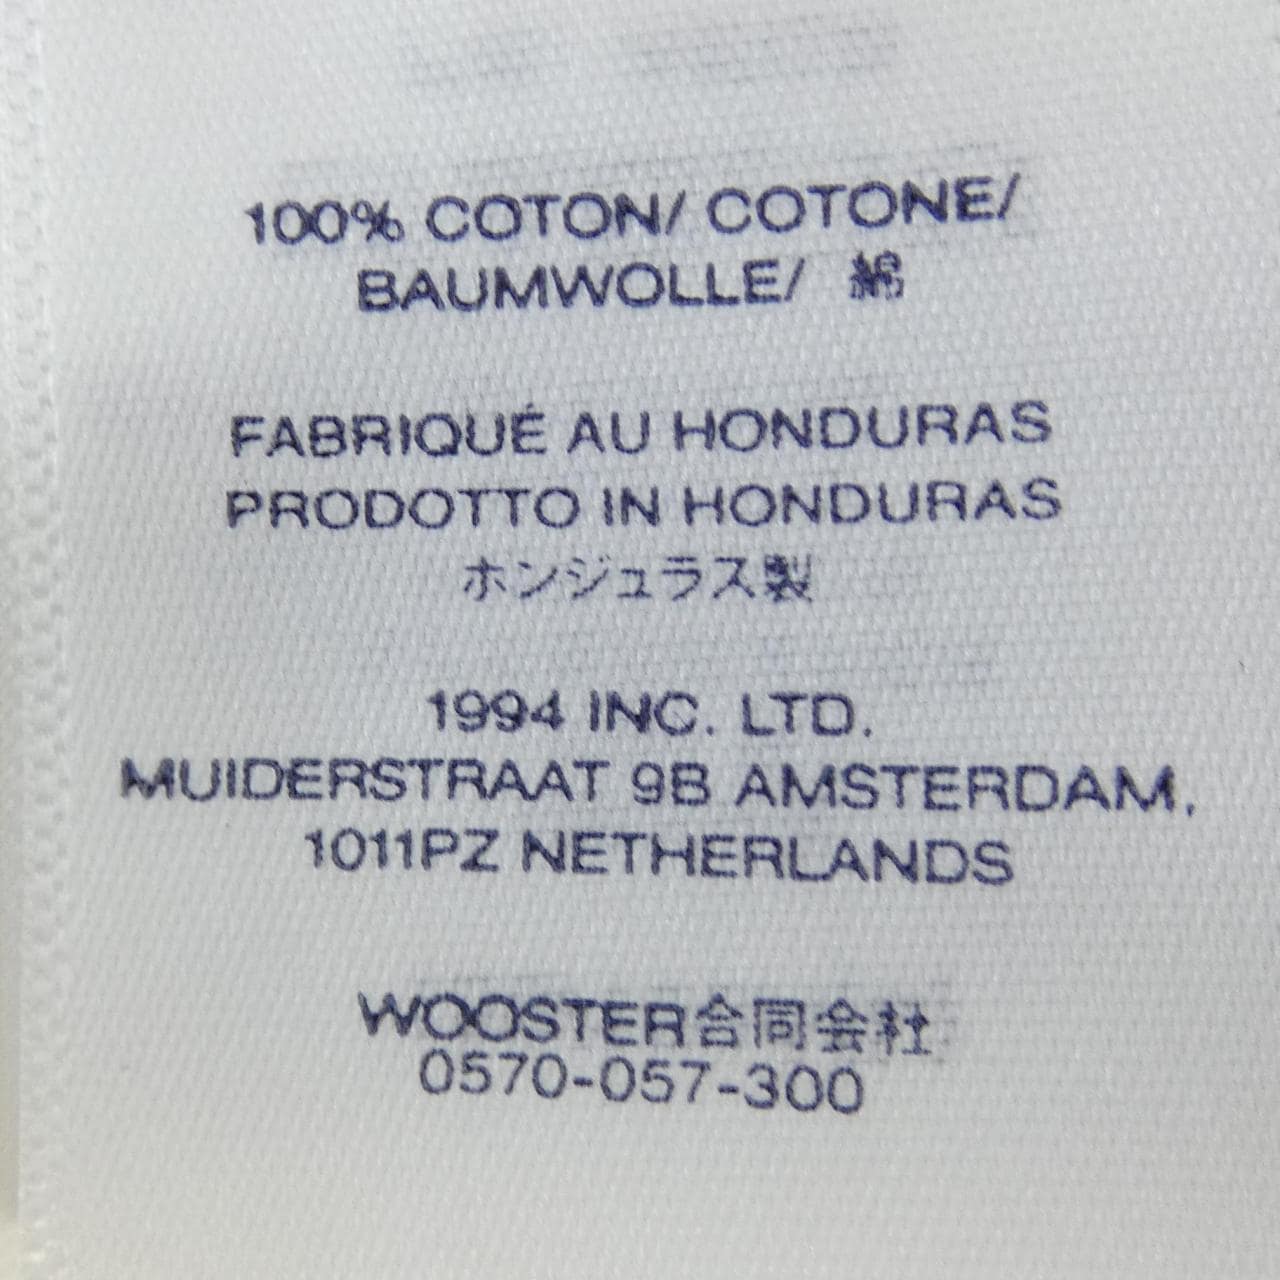 100% COTON/ COTONE/
BAUMWOLLE/ 綿
FABRIQUÉ AU HONDURAS
PRODOTTO IN HONDURAS
ホンジュラス製
1994 INC. LTD.
MUIDERSTRAAT 9B AMSTERDAM,
1011PZ NETHERLANDS
WOOSTER合同会社
0570-057-300